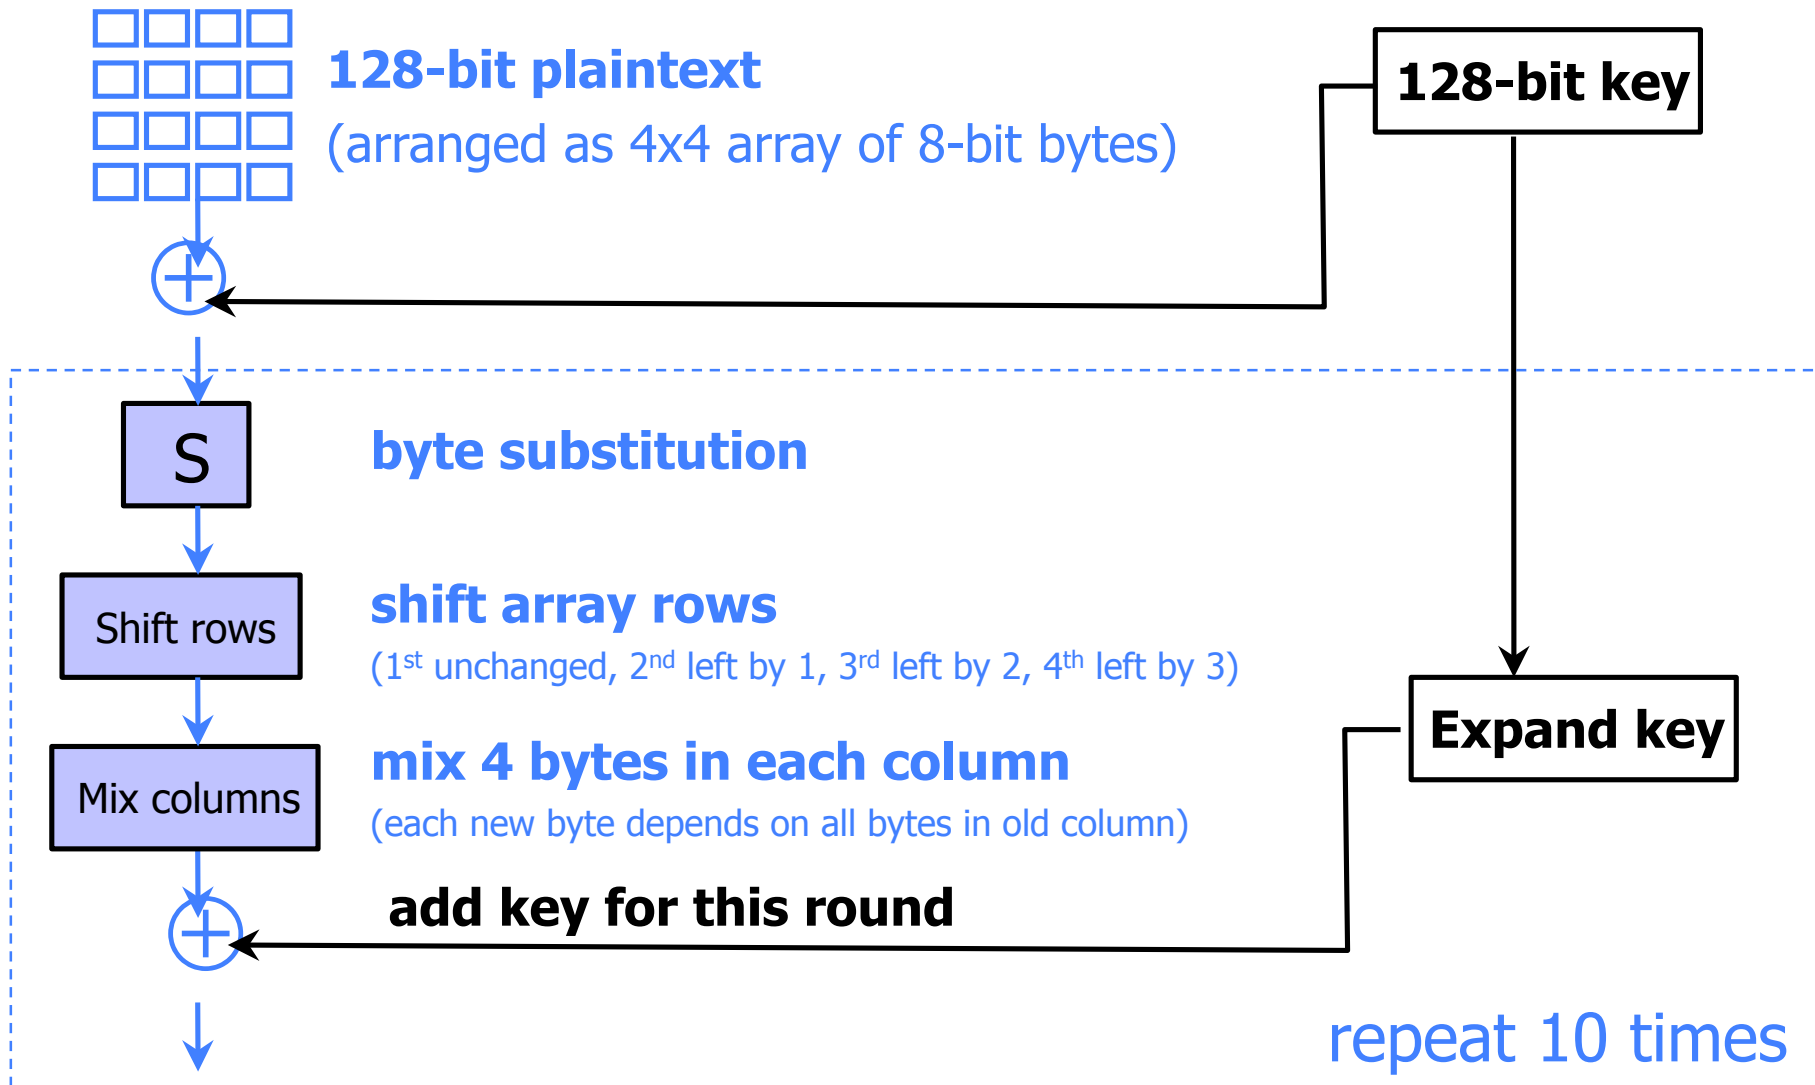 128-bit plaintext
(arranged as 4x4 array of 8-bit bytes)
128-bit key
S
byte substitution
Shift rows
shift array rows
(1st unchanged, 2nd left by 1, 3rd left by 2, 4th left by 3)
Expand key
Mix columns
mix 4 bytes in each column
(each new byte depends on all bytes in old column)
add key for this round
repeat 10 times